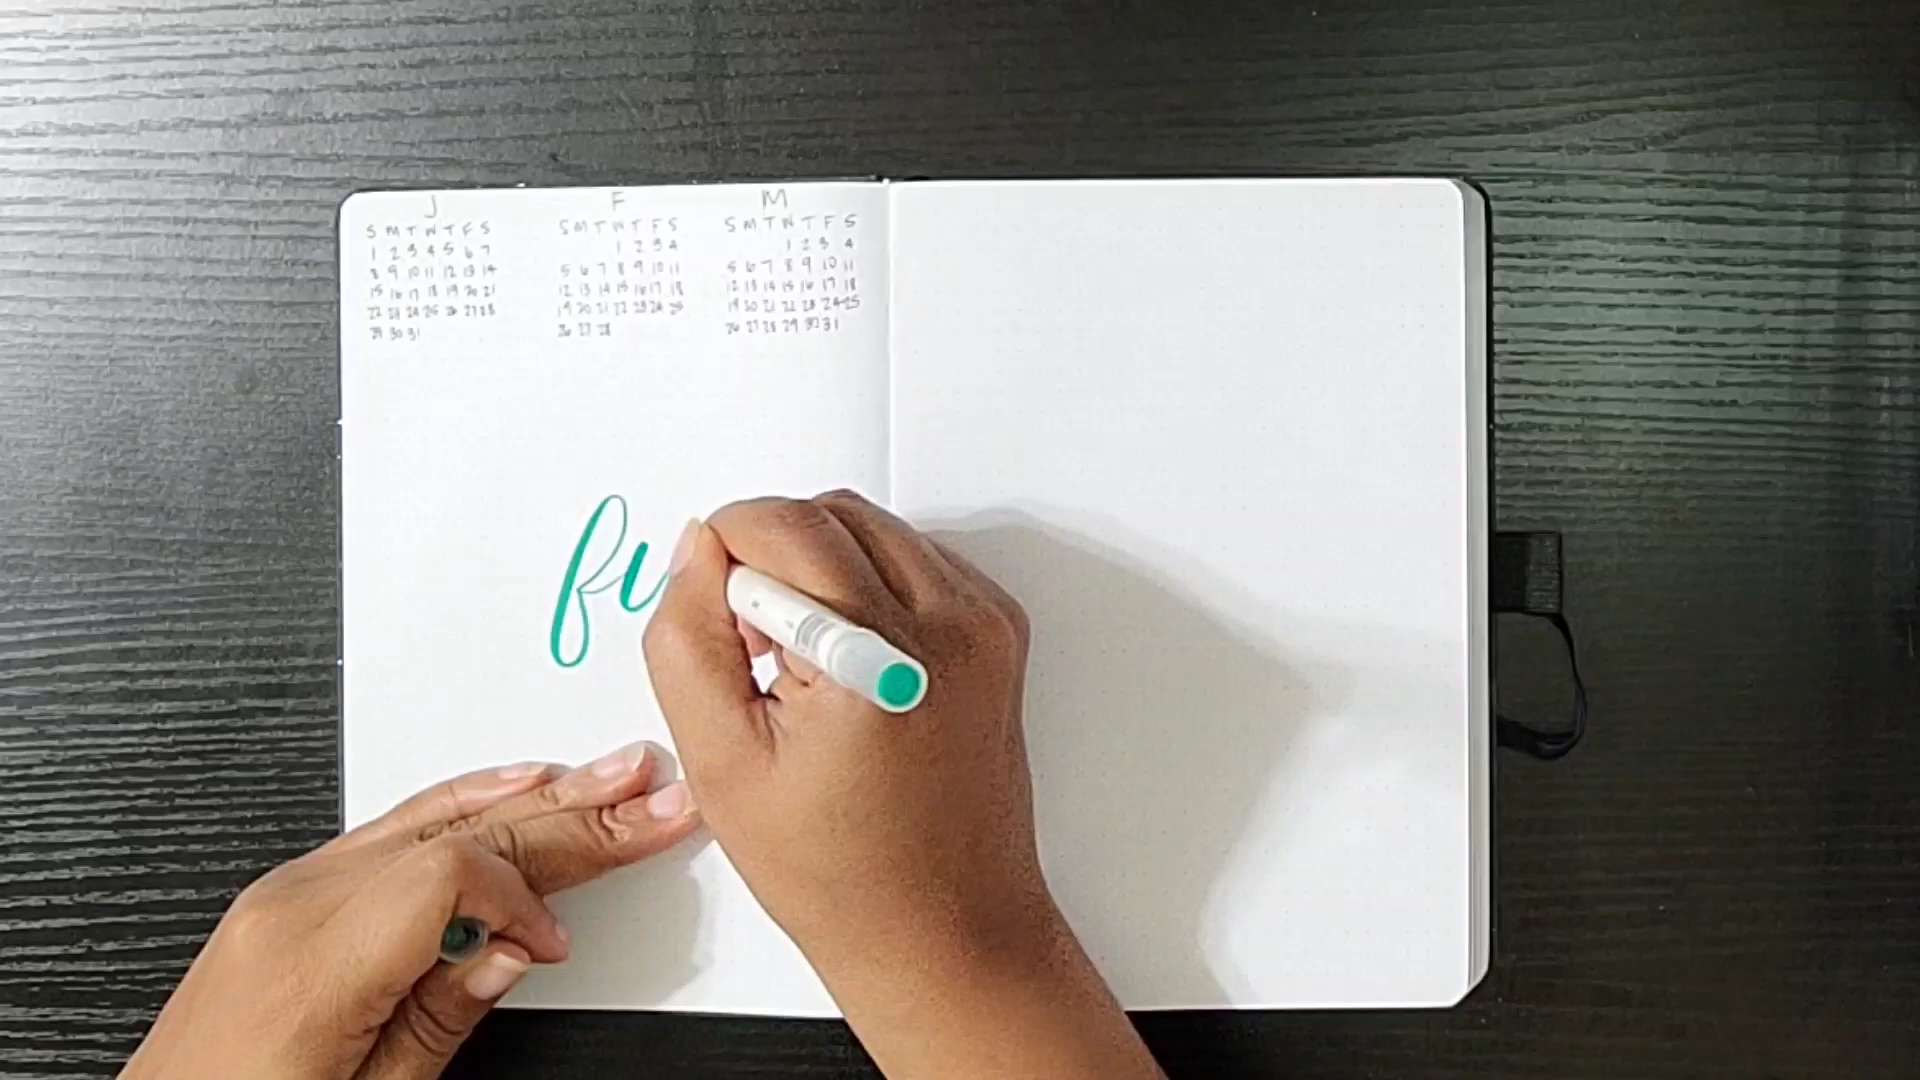 J F M
S M T W T F S S M T W T F S S M T W T F S
1 2 3 4 5 6 7 1 2 3 4 1 2 3 4
8 9 10 11 12 13 14 5 6 7 8 9 10 11 5 6 7 8 9 10 11
15 16 17 18 19 20 21 12 13 14 15 16 17 18 12 13 14 15 16 17 18
22 23 24 25 26 27 28 19 20 21 22 23 24 25 19 20 21 22 23 24 25
29 30 31 26 27 28 26 27 28 29 30 31
fu